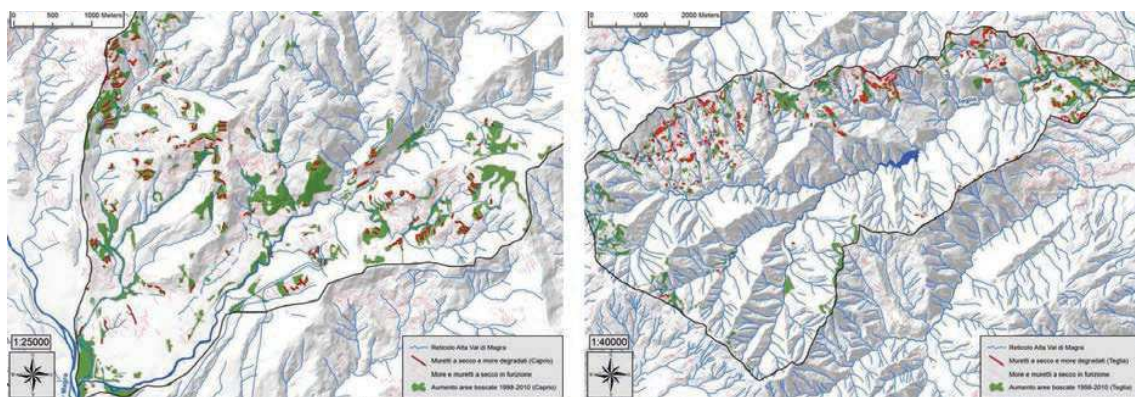 0 500 1000 Meters
1:25000
Magra
Reticolo Alta Val di Magra
Muretti a secco e more degradati (Caprio)
More e muretti a secco in funzione
Aumento aree boscate 1998-2010 (Caprio)
0 1000 2000 Meters
Teglia
1:40000
Reticolo Alta Val di Magra
Muretti a secco e more degradati (Teglia)
More e muretti a secco in funzione
Aumento aree boscate 1998-2010 (Teglia)